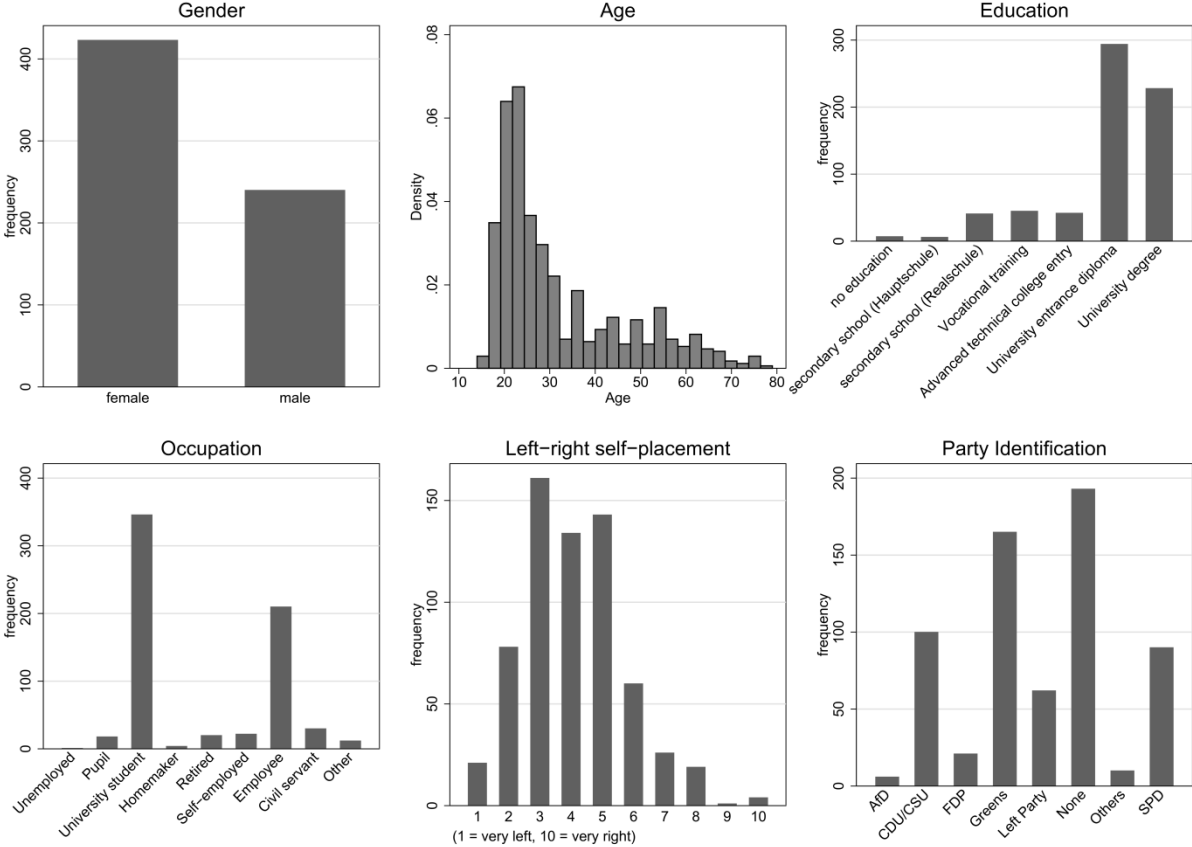 Gender
frequency
0
100
200
300
400
female
male
Age
Density
0
.02
.04
.06
.08
10
20
30
40
50
60
70
80
Age
Education
frequency
0
100
200
300
no education
secondary school (Hauptschule)
secondary school (Realschule)
Vocational training
Advanced technical college entry
University entrance diploma
University degree
Occupation
frequency
0
100
200
300
400
Unemployed
Pupil
University student
Homemaker
Retired
Self−employed
Employee
Civil servant
Other
Left−right self−placement
frequency
0
50
100
150
1
2
3
4
5
6
7
8
9
10
(1 = very left, 10 = very right)
Party Identification
frequency
0
50
100
150
200
AfD
CDU/CSU
FDP
Greens
Left Party
None
Others
SPD